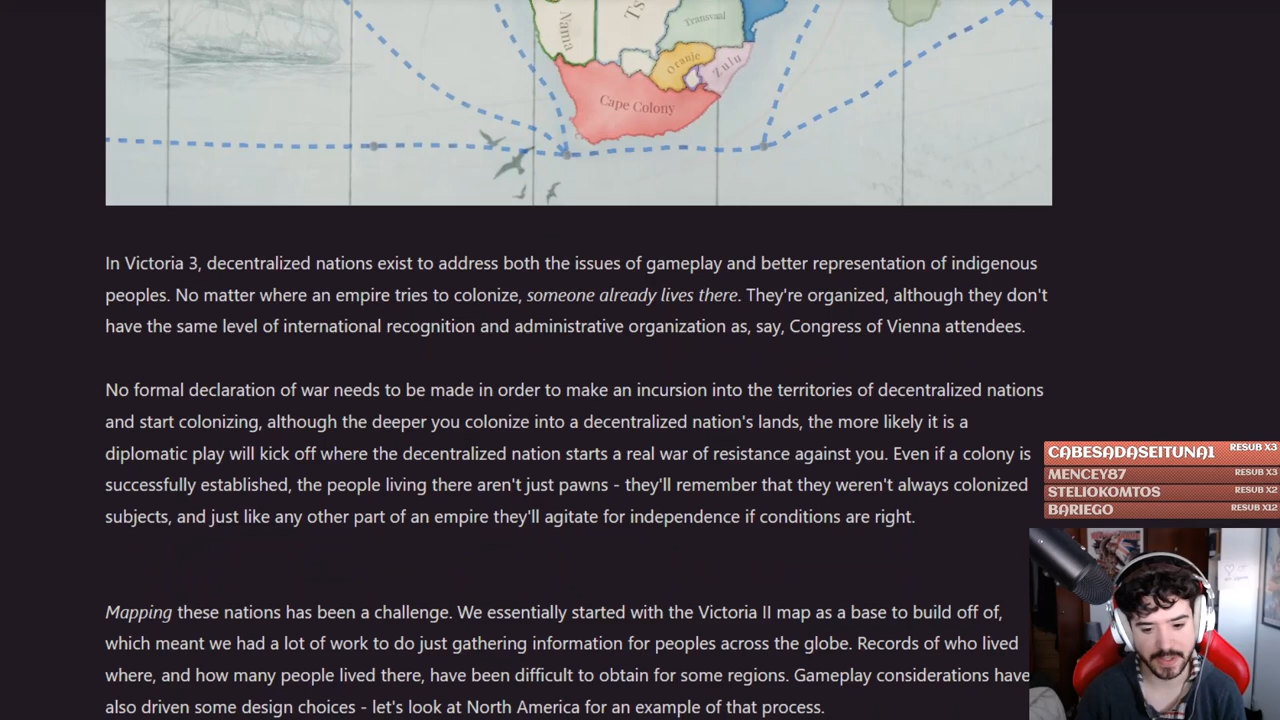 Nama
Ts
Transvaal
Oranje
Zulu
Cape Colony
In Victoria 3, decentralized nations exist to address both the issues of gameplay and better representation of indigenous
peoples. No matter where an empire tries to colonize, someone already lives there. They're organized, although they don't
have the same level of international recognition and administrative organization as, say, Congress of Vienna attendees.
No formal declaration of war needs to be made in order to make an incursion into the territories of decentralized nations
and start colonizing, although the deeper you colonize into a decentralized nation's lands, the more likely it is a
diplomatic play will kick off where the decentralized nation starts a real war of resistance against you. Even if a colony is
successfully established, the people living there aren't just pawns - they'll remember that they weren't always colonized
subjects, and just like any other part of an empire they'll agitate for independence if conditions are right.
CABESADASEITUNA1 RESUB X3
MENCEY87 RESUB X3
STELIOKOMTOS RESUB X2
BARIEGO RESUB X12
Mapping these nations has been a challenge. We essentially started with the Victoria II map as a base to build off of,
which meant we had a lot of work to do just gathering information for peoples across the globe. Records of who lived
where, and how many people lived there, have been difficult to obtain for some regions. Gameplay considerations have
also driven some design choices - let's look at North America for an example of that process.